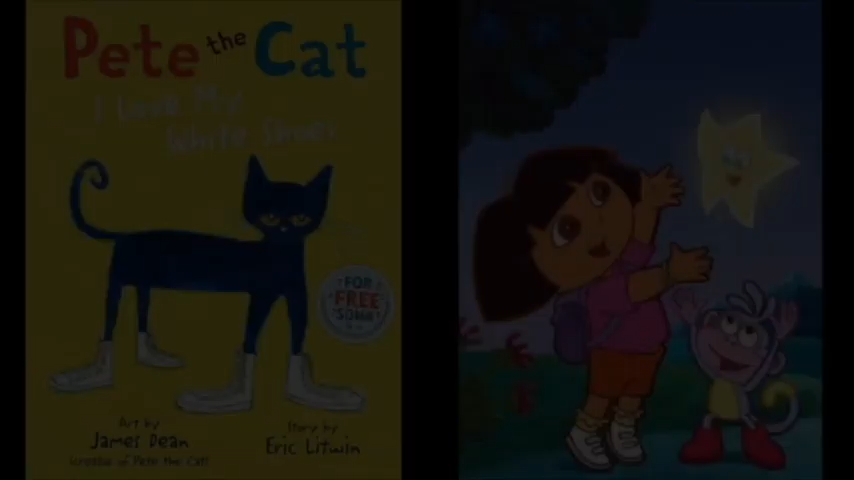 Pete the Cat
I Love My
White Shoes
FOR
FREE
SONG
Art by
James Dean
creator of Pete the Cat
Story by
Eric Litwin